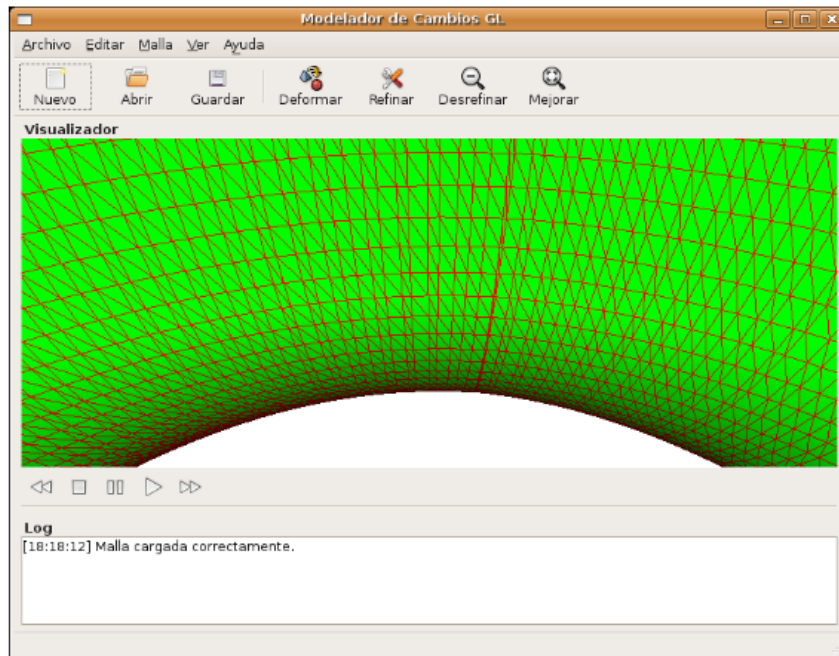 Modelador de Cambios GL
Archivo Editar Malla Ver Ayuda
Nuevo Abrir Guardar Deformar Refinar Desrefinar Mejorar
Visualizador
Log
[18:18:12] Malla cargada correctamente.